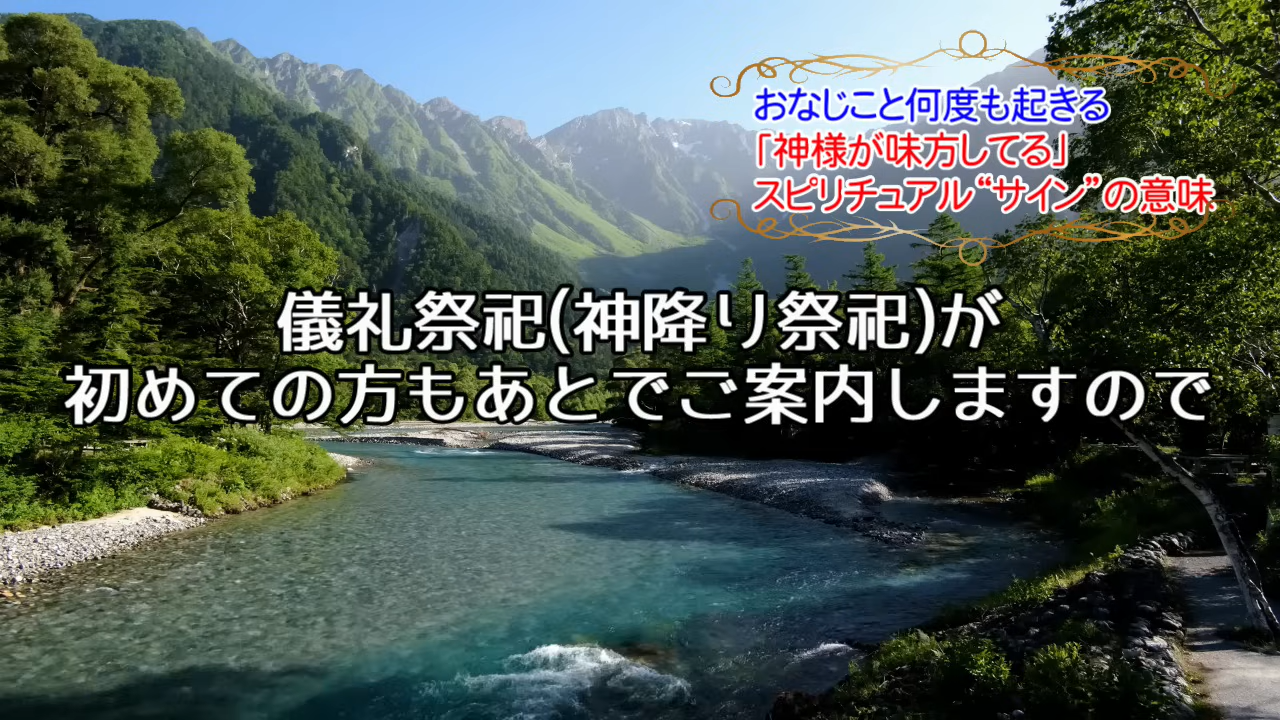 おなじこと何度も起きる
「神様が味方してる」
スピリチュアル“サイン”の意味
儀礼祭祀(神降り祭祀)が
初めての方もあとでご案内しますので